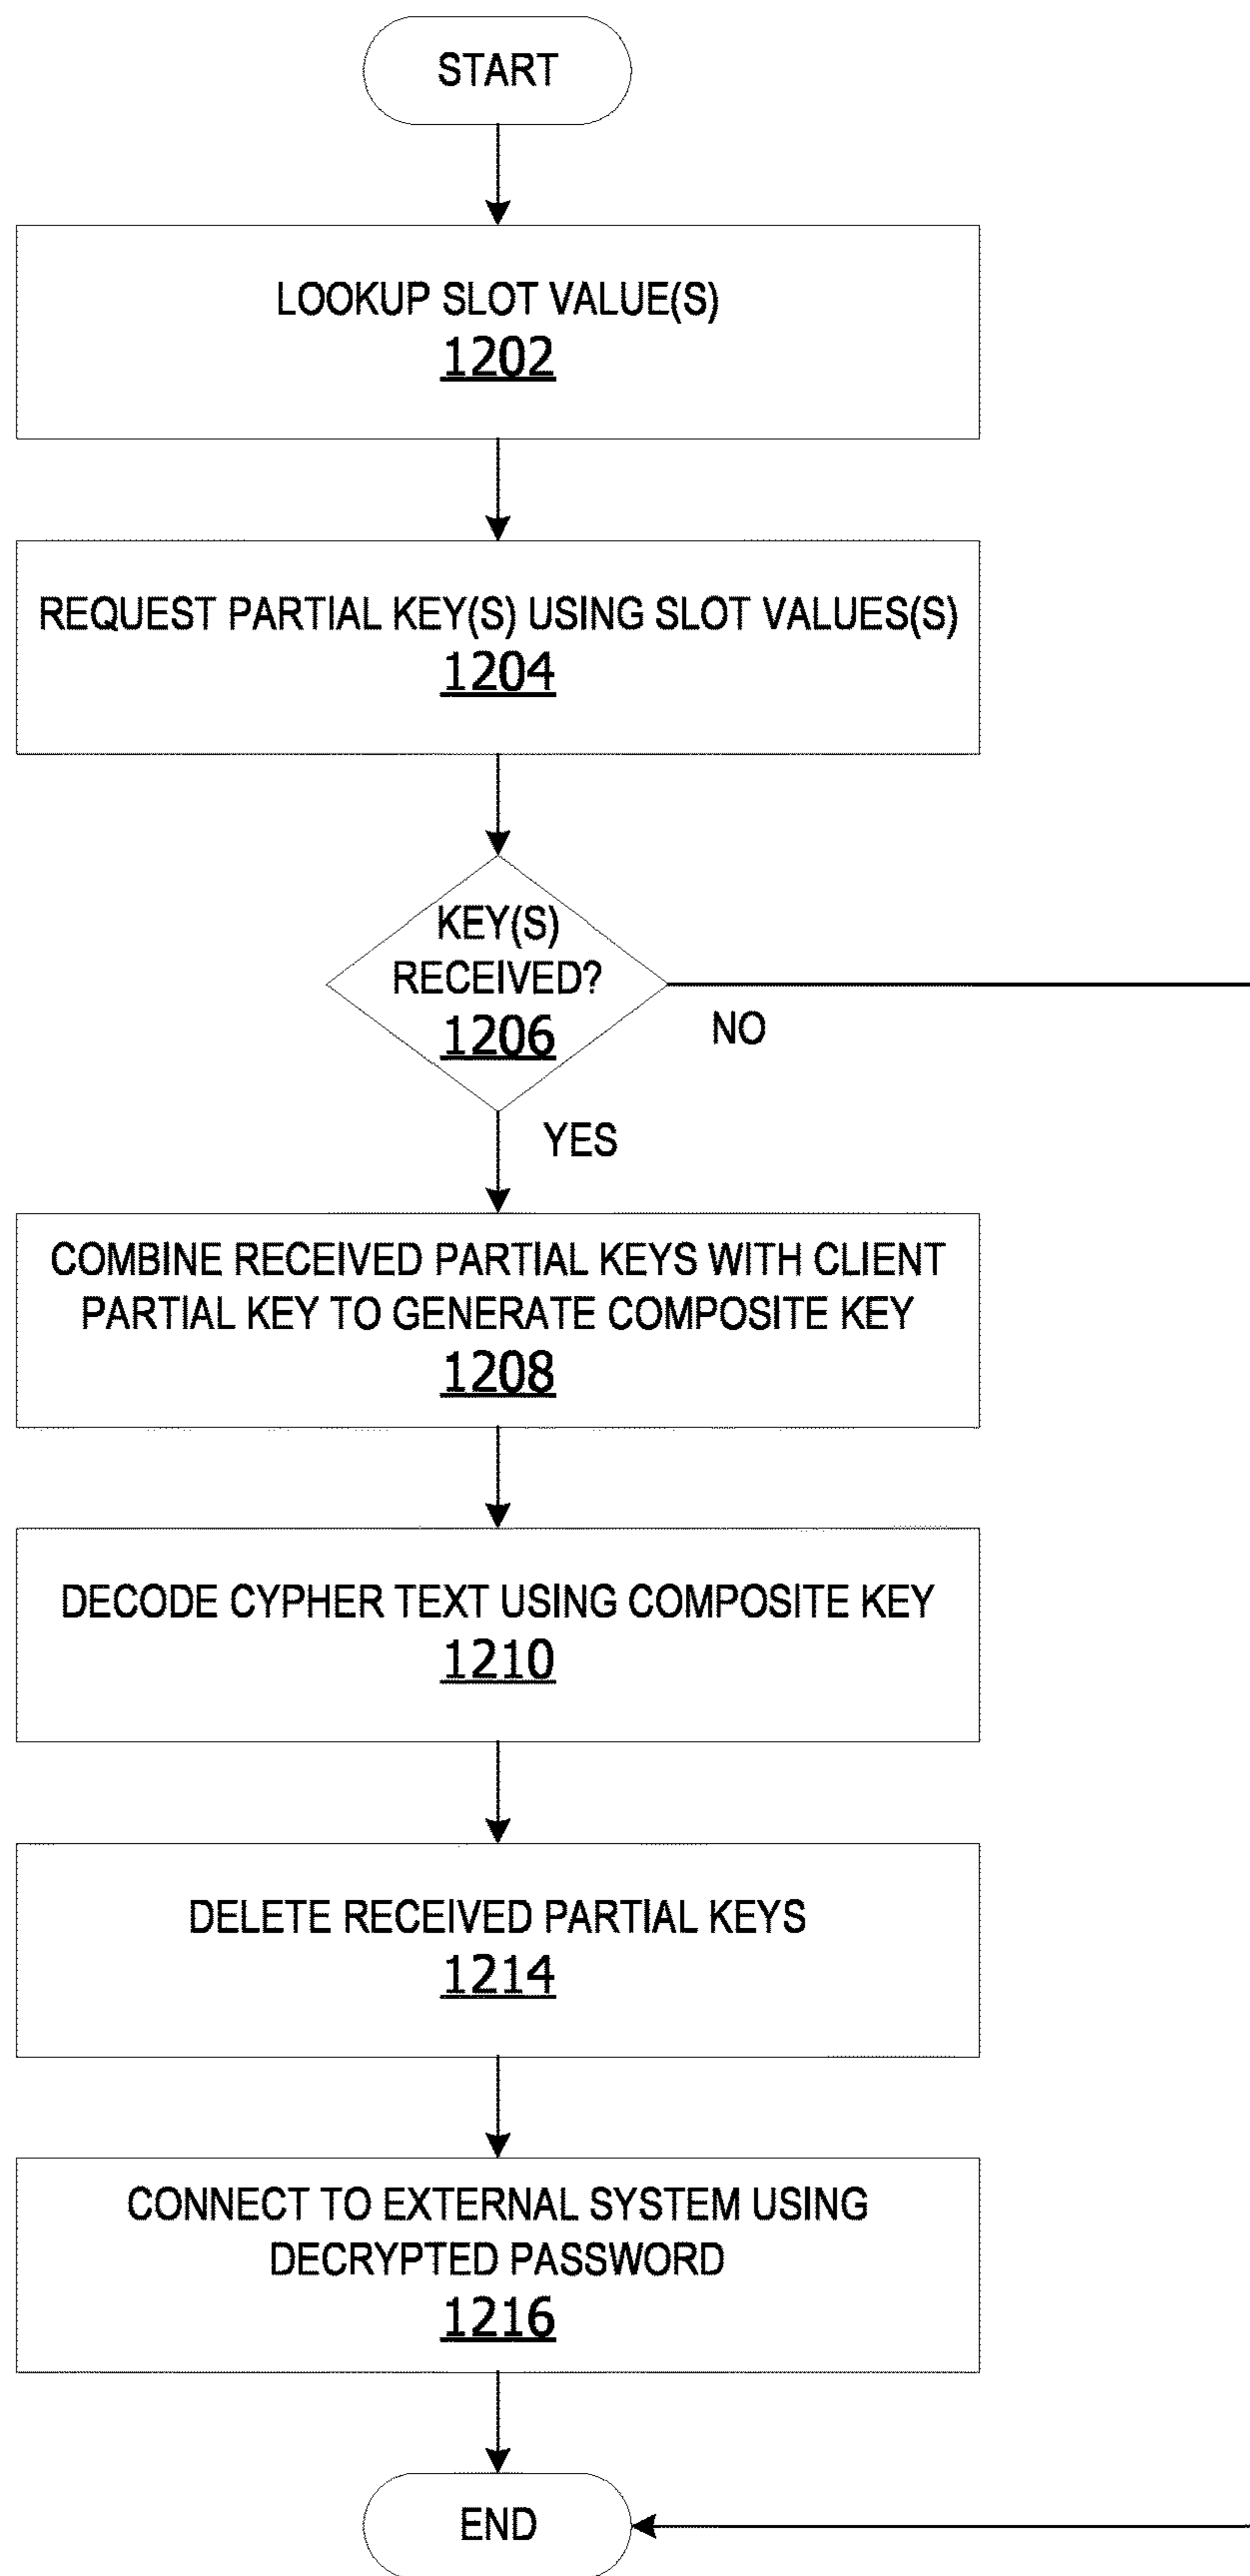 START
LOOKUP SLOT VALUE(S)
1202
REQUEST PARTIAL KEY(S) USING SLOT VALUES(S)
1204
KEY(S)
RECEIVED?
1206
NO
YES
COMBINE RECEIVED PARTIAL KEYS WITH CLIENT
PARTIAL KEY TO GENERATE COMPOSITE KEY
1208
DECODE CYPHER TEXT USING COMPOSITE KEY
1210
DELETE RECEIVED PARTIAL KEYS
1214
CONNECT TO EXTERNAL SYSTEM USING
DECRYPTED PASSWORD
1216
END